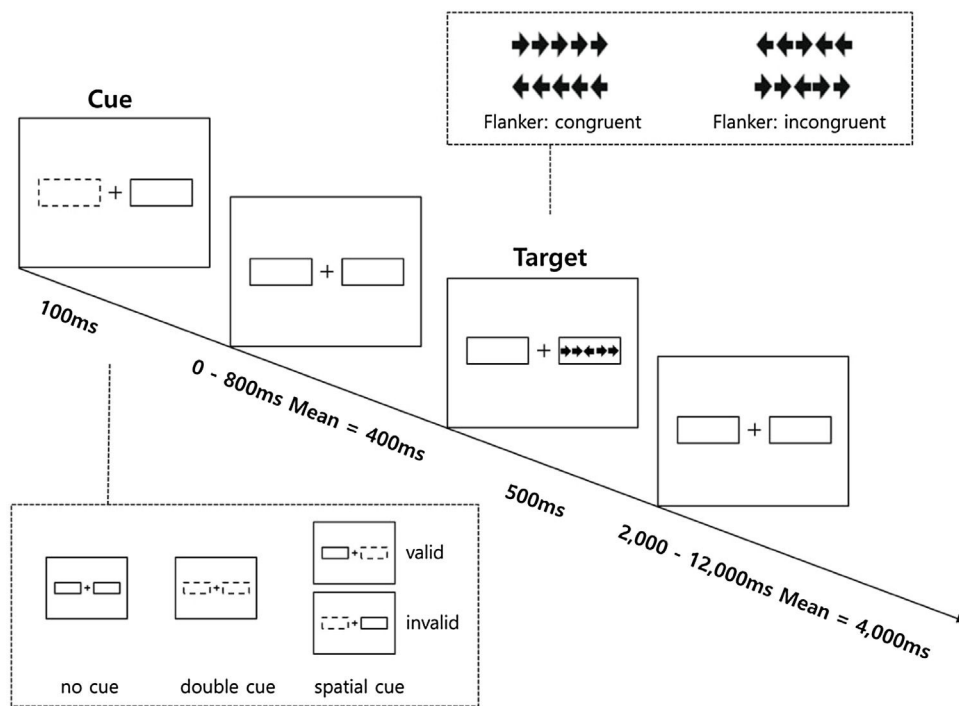 Flanker: congruent Flanker: incongruent
Cue
100ms
0 - 800ms Mean = 400ms
Target
500ms
2,000 - 12,000ms Mean = 4,000ms
valid
invalid
no cue double cue spatial cue